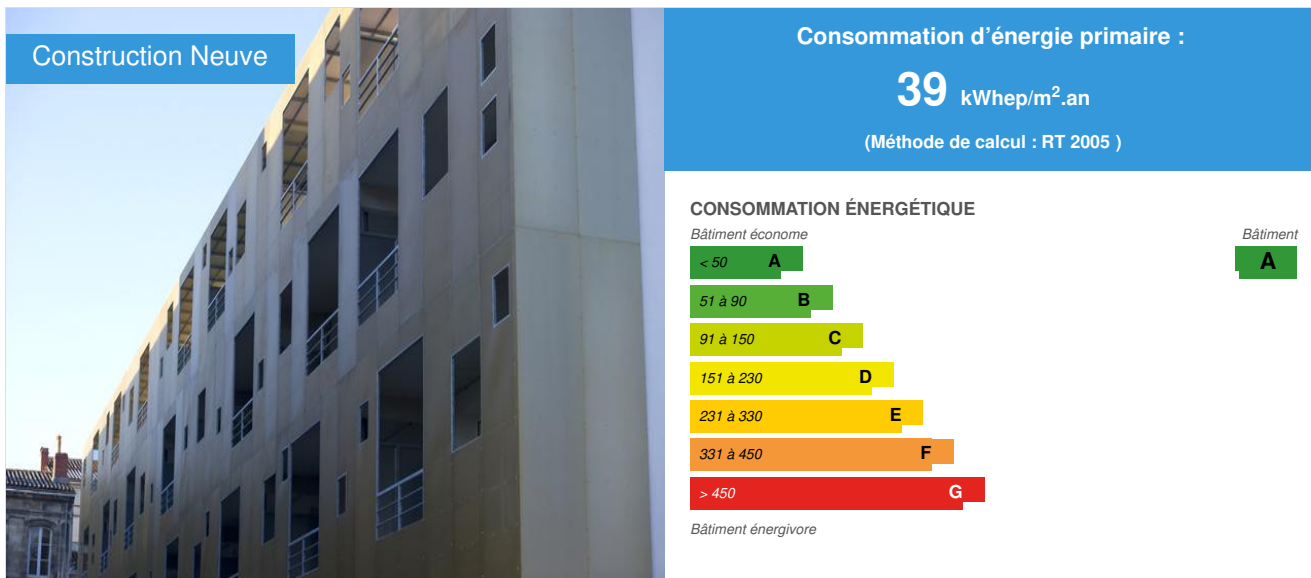 Construction Neuve
Consommation d'énergie primaire :
39 kWhep/m².an
(Méthode de calcul : RT 2005 )
CONSOMMATION ÉNERGÉTIQUE
Bâtiment économe
Bâtiment
< 50 A
A
51 à 90 B
91 à 150 C
151 à 230 D
231 à 330 E
331 à 450 F
> 450 G
Bâtiment énergivore